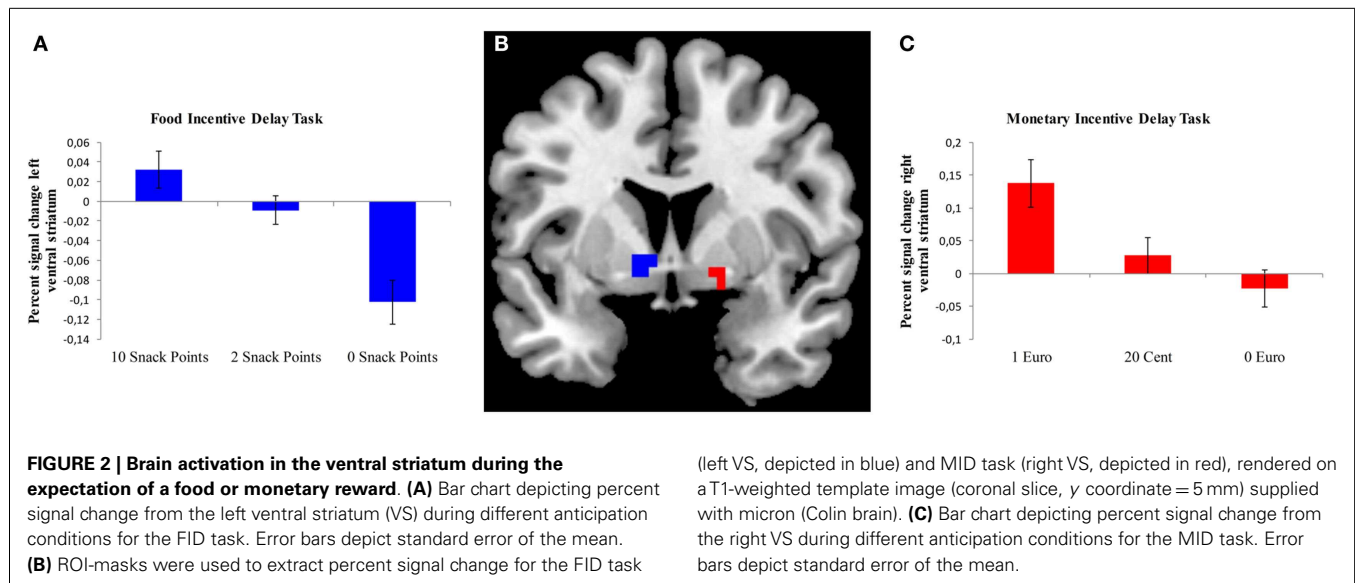 A
Food Incentive Delay Task
Percent signal change left
ventral striatum
0,06
0,04
0,02
0
-0,02
-0,04
-0,06
-0,08
-0,1
-0,12
-0,14
10 Snack Points 2 Snack Points 0 Snack Points
B
C
Monetary Incentive Delay Task
Percent signal change right
ventral striatum
0,2
0,15
0,1
0,05
0
-0,05
-0,1
1 Euro 20 Cent 0 Euro
FIGURE 2 | Brain activation in the ventral striatum during the
expectation of a food or monetary reward. (A) Bar chart depicting percent
signal change from the left ventral striatum (VS) during different anticipation
conditions for the FID task. Error bars depict standard error of the mean.
(B) ROI-masks were used to extract percent signal change for the FID task
(left VS, depicted in blue) and MID task (right VS, depicted in red), rendered on
a T1-weighted template image (coronal slice, y coordinate = 5 mm) supplied
with micron (Colin brain). (C) Bar chart depicting percent signal change from
the right VS during different anticipation conditions for the MID task. Error
bars depict standard error of the mean.